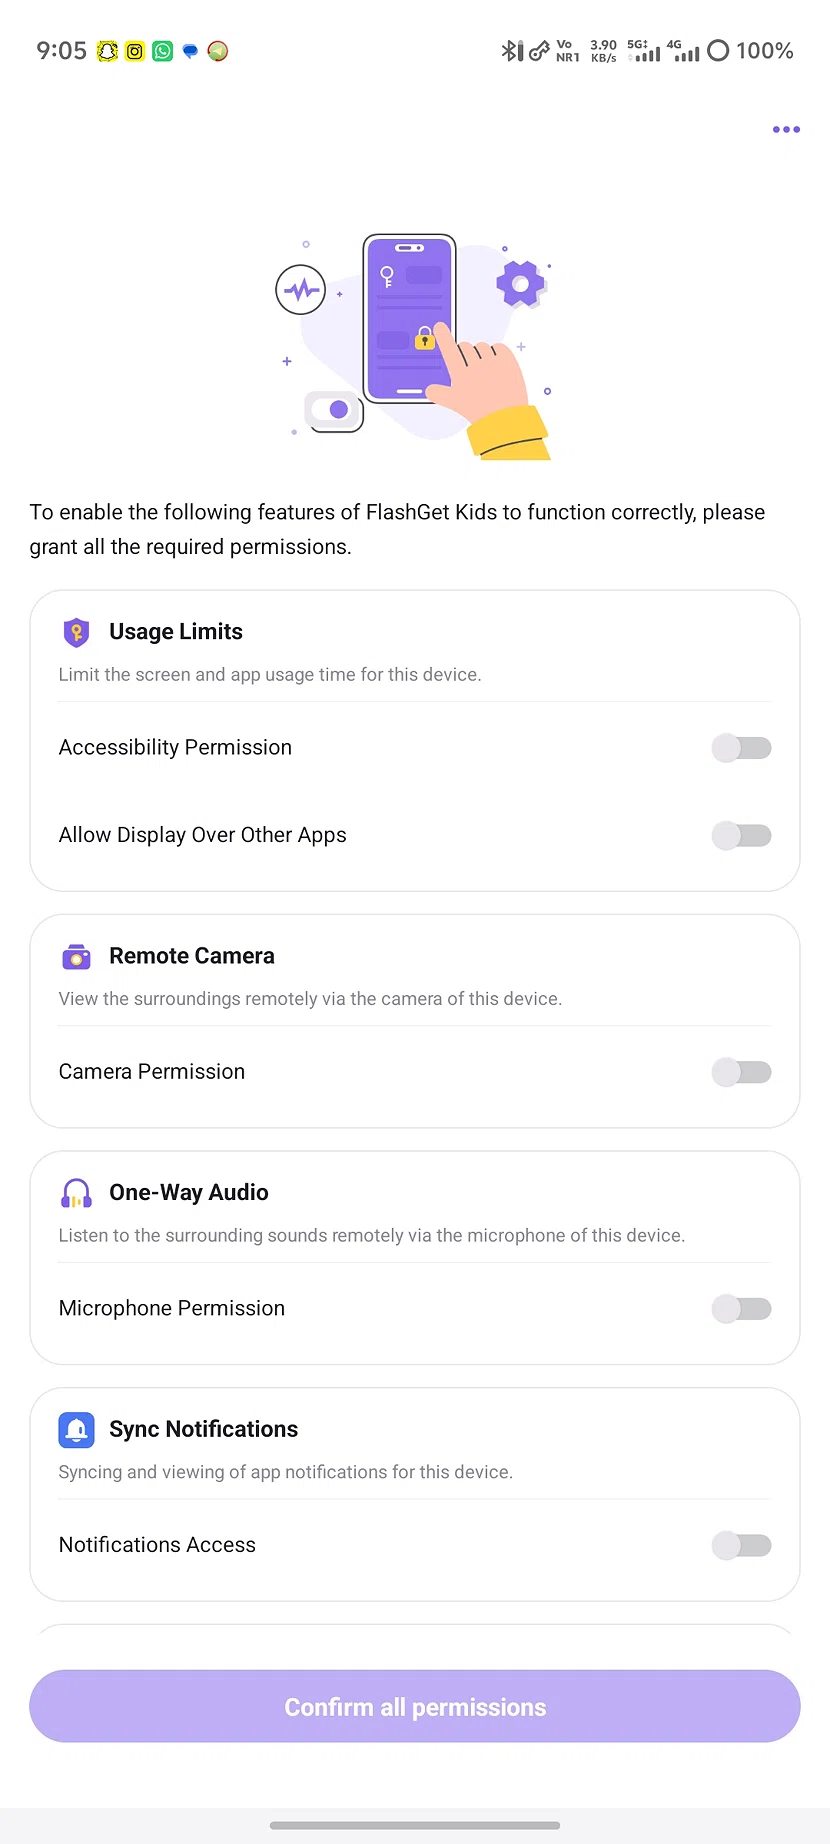 9:05 Vo NR1 3.90 KB/s 5G 4G 100%
To enable the following features of FlashGet Kids to function correctly, please
grant all the required permissions.
Usage Limits
Limit the screen and app usage time for this device.
Accessibility Permission
Allow Display Over Other Apps
Remote Camera
View the surroundings remotely via the camera of this device.
Camera Permission
One-Way Audio
Listen to the surrounding sounds remotely via the microphone of this device.
Microphone Permission
Sync Notifications
Syncing and viewing of app notifications for this device.
Notifications Access
Confirm all permissions